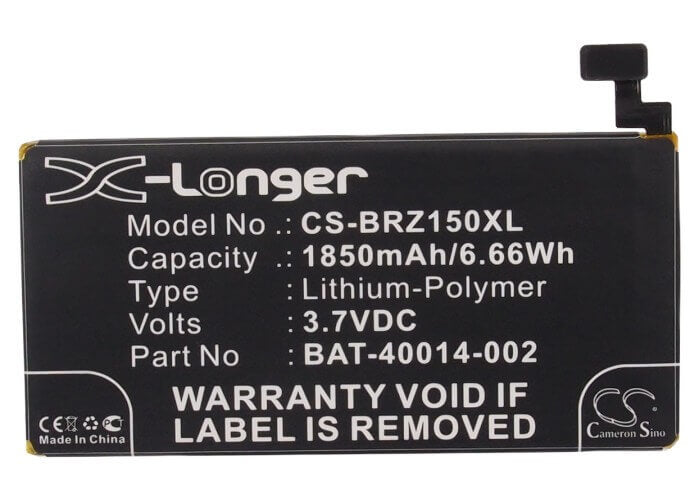 X-Longer
Model No .: CS-BRZ150XL
Capacity .: 1850mAh/6.66Wh
Type : Lithium-Polymer
Volts : 3.7VDC
Part No : BAT-40014-002
WARRANTY VOID IF
LABEL IS REMOVED
Made In China
CS
Cameron Sino